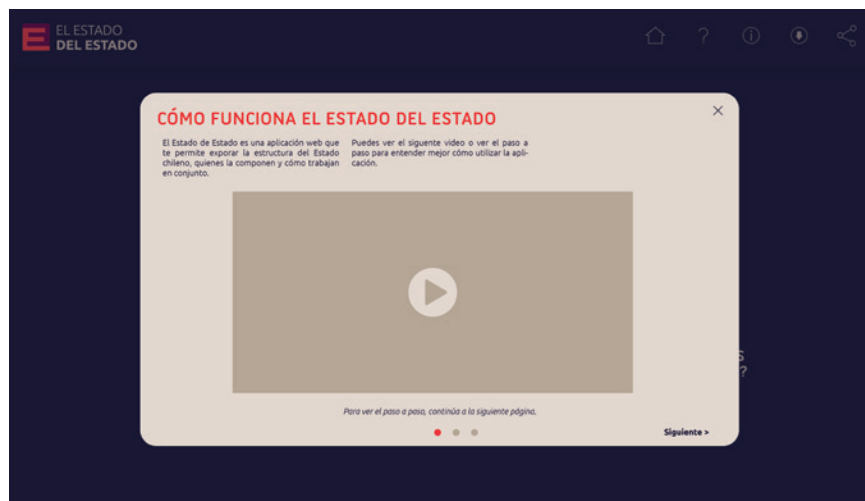 EL ESTADO
DEL ESTADO
CÓMO FUNCIONA EL ESTADO DEL ESTADO
El Estado de Estado es una aplicación web que
te permite exporar la estructura del Estado
chileno, quienes la componen y cómo trabajan
en conjunto.
Puedes ver el siguente video o ver el paso a
paso para entender mejor cómo utilizar la apli-
cación.
S
?
Para ver el paso a paso, continúa a la siguiente página.
Siguiente >